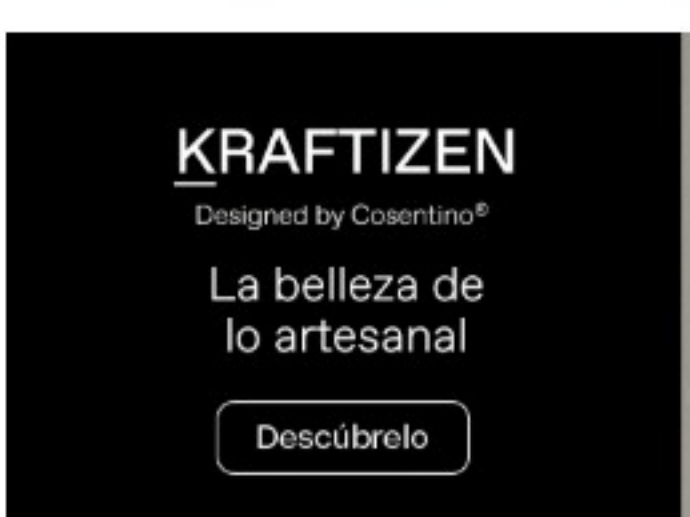 KRAFTIZEN
Designed by Cosentino®
La belleza de
lo artesanal
Descúbrelo